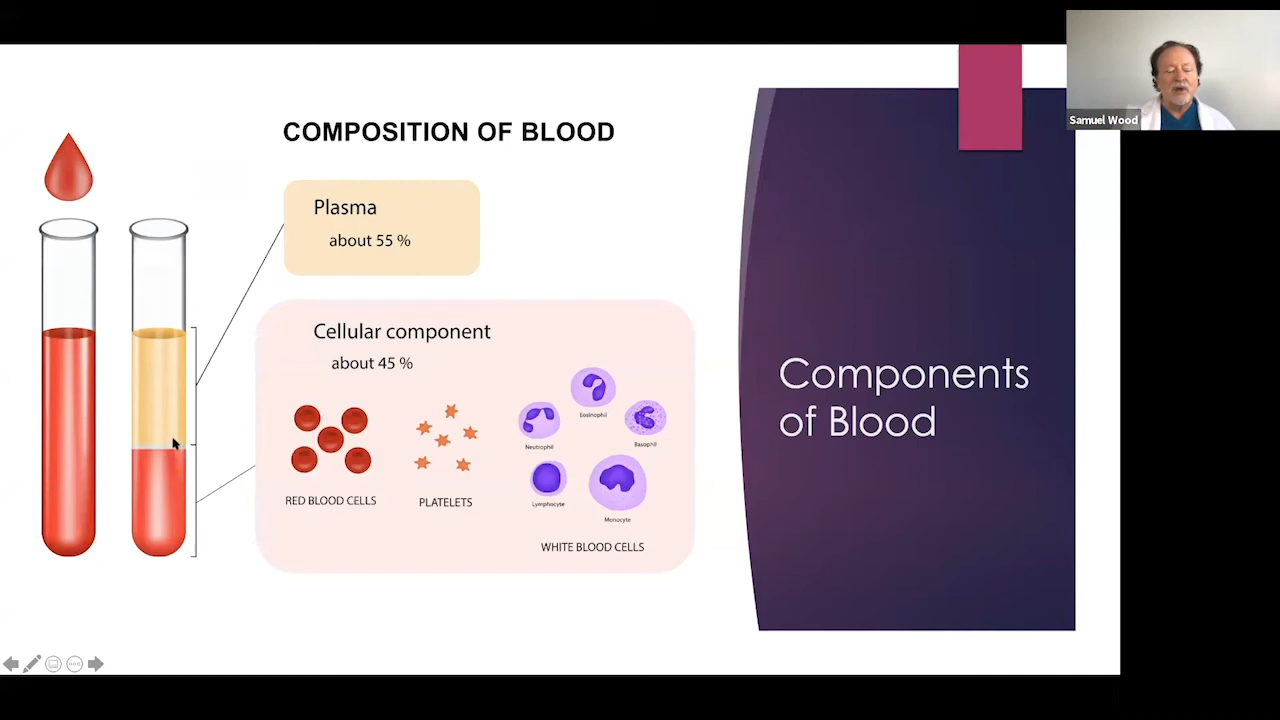 Samuel Wood
COMPOSITION OF BLOOD
Plasma
about 55 %
Cellular component
about 45 %
Eosinophil
Neutrophil
Basophil
Lymphocyte
Monocyte
RED BLOOD CELLS
PLATELETS
WHITE BLOOD CELLS
Components
of Blood